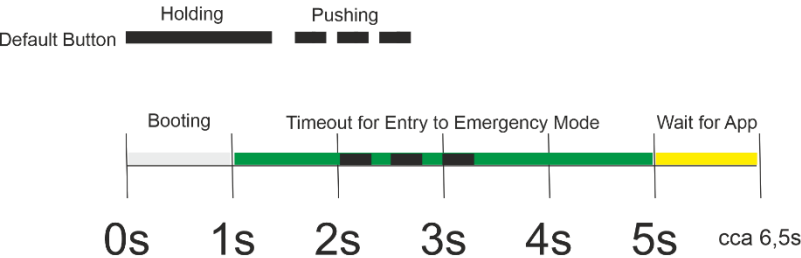 Holding Pushing
Default Button
Booting Timeout for Entry to Emergency Mode Wait for App
0s 1s 2s 3s 4s 5s cca 6,5s